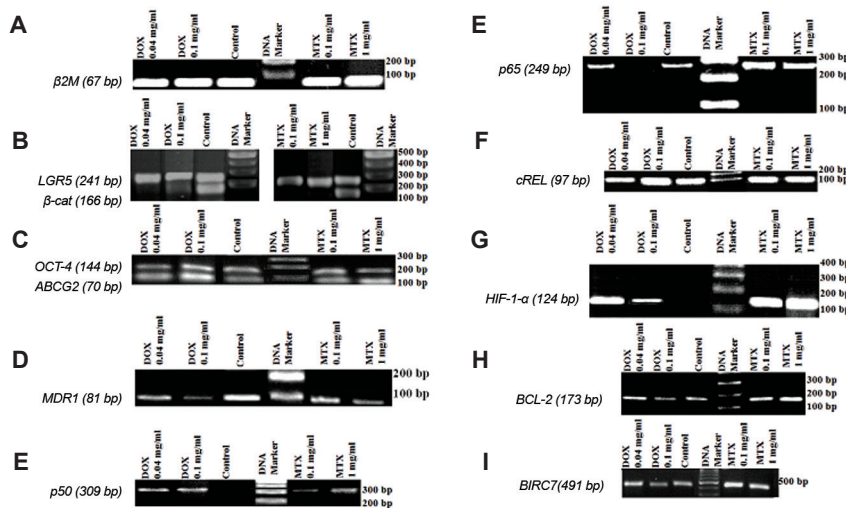 A
DOX 0.04 mg/ml
DOX 0.1 mg/ml
Control
DNA Marker
MTX 0.1 mg/ml
MTX 1 mg/ml
200 bp
100 bp
β2M (67 bp)
B
DOX 0.04 mg/ml
DOX 0.1 mg/ml
Control
DNA Marker
MTX 0.1 mg/ml
MTX 1 mg/ml
Control
DNA Marker
500 bp
400 bp
300 bp
200 bp
100 bp
LGR5 (241 bp)
β-cat (166 bp)
C
DOX 0.04 mg/ml
DOX 0.1 mg/ml
Control
DNA Marker
MTX 0.1 mg/ml
MTX 1 mg/ml
300 bp
200 bp
100 bp
OCT-4 (144 bp)
ABCG2 (70 bp)
D
DOX 0.04 mg/ml
DOX 0.1 mg/ml
Control
DNA Marker
MTX 0.1 mg/ml
MTX 1 mg/ml
200 bp
100 bp
MDR1 (81 bp)
E
DOX 0.04 mg/ml
DOX 0.1 mg/ml
Control
DNA Marker
MTX 0.1 mg/ml
MTX 1 mg/ml
300 bp
200 bp
p50 (309 bp)
E
DOX 0.04 mg/ml
DOX 0.1 mg/ml
Control
DNA Marker
MTX 0.1 mg/ml
MTX 1 mg/ml
300 bp
200 bp
100 bp
p65 (249 bp)
F
DOX 0.04 mg/ml
DOX 0.1 mg/ml
Control
DNA Marker
MTX 0.1 mg/ml
MTX 1 mg/ml
200 bp
100 bp
cREL (97 bp)
G
DOX 0.04 mg/ml
DOX 0.1 mg/ml
Control
DNA Marker
MTX 0.1 mg/ml
MTX 1 mg/ml
400 bp
300 bp
200 bp
100 bp
HIF-1-α (124 bp)
H
DOX 0.04 mg/ml
DOX 0.1 mg/ml
Control
DNA Marker
MTX 0.1 mg/ml
MTX 1 mg/ml
300 bp
200 bp
100 bp
BCL-2 (173 bp)
I
DOX 0.04 mg/ml
DOX 0.1 mg/ml
Control
DNA Marker
MTX 0.1 mg/ml
MTX 1 mg/ml
500 bp
BIRC7(491 bp)